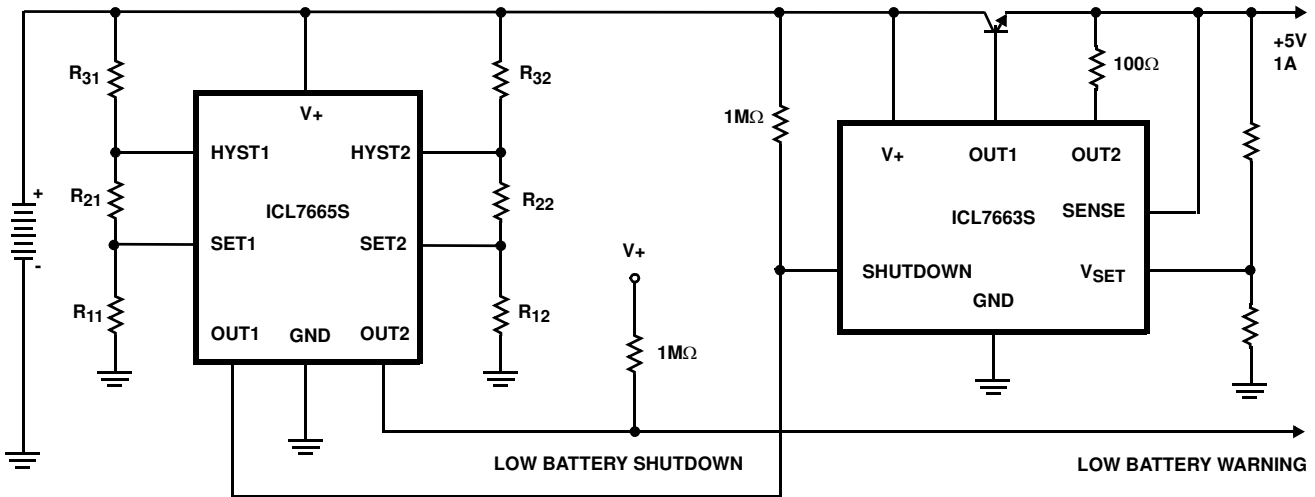 +5V
1A
R31
R32
100Ω
V+
1MΩ
HYST1
HYST2
V+
OUT1
OUT2
R21
R22
ICL7665S
ICL7663S
SENSE
+
-
SET1
SET2
V+
SHUTDOWN
VSET
GND
R11
R12
OUT1
GND
OUT2
1MΩ
LOW BATTERY SHUTDOWN
LOW BATTERY WARNING